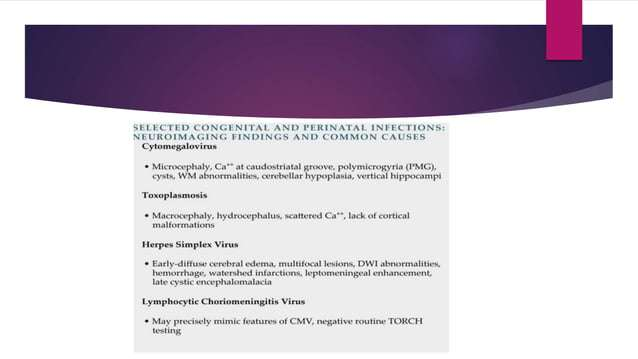 SELECTED CONGENITAL AND PERINATAL INFECTIONS:
NEUROIMAGING FINDINGS AND COMMON CAUSES
Cytomegalovirus
• Microcephaly, Ca⁺⁺ at caudostriatal groove, polymicrogyria (PMG),
cysts, WM abnormalities, cerebellar hypoplasia, vertical hippocampi
Toxoplasmosis
• Macrocephaly, hydrocephalus, scattered Ca⁺⁺, lack of cortical
malformations
Herpes Simplex Virus
• Early-diffuse cerebral edema, multifocal lesions, DWI abnormalities,
hemorrhage, watershed infarctions, leptomeningeal enhancement,
late cystic encephalomalacia
Lymphocytic Choriomeningitis Virus
• May precisely mimic features of CMV, negative routine TORCH
testing